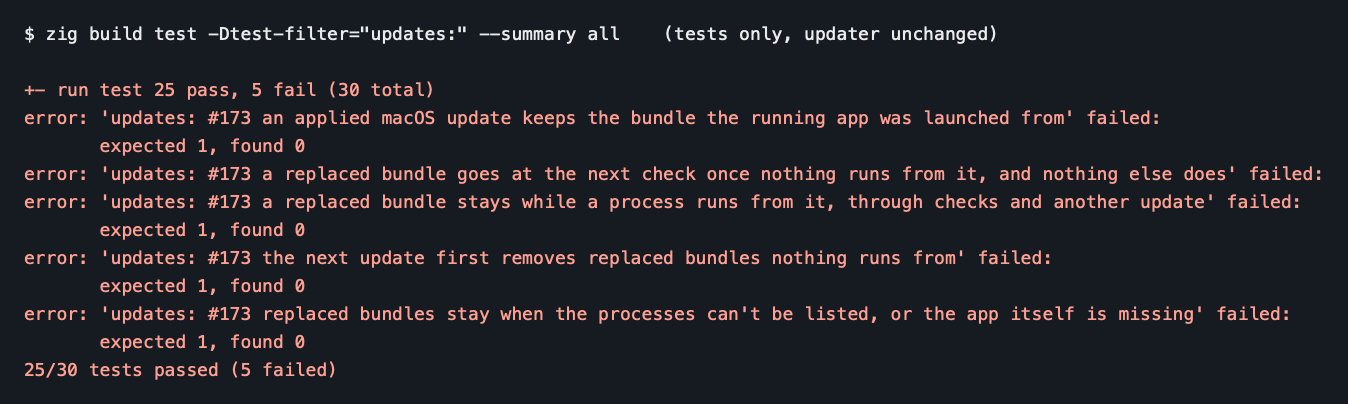 $ zig build test -Dtest-filter="updates:" --summary all    (tests only, updater unchanged)
+- run test 25 pass, 5 fail (30 total)
error: 'updates: #173 an applied macOS update keeps the bundle the running app was launched from' failed:
       expected 1, found 0
error: 'updates: #173 a replaced bundle goes at the next check once nothing runs from it, and nothing else does' failed:
error: 'updates: #173 a replaced bundle stays while a process runs from it, through checks and another update' failed:
       expected 1, found 0
error: 'updates: #173 the next update first removes replaced bundles nothing runs from' failed:
       expected 1, found 0
error: 'updates: #173 replaced bundles stay when the processes can't be listed, or the app itself is missing' failed:
       expected 1, found 0
25/30 tests passed (5 failed)